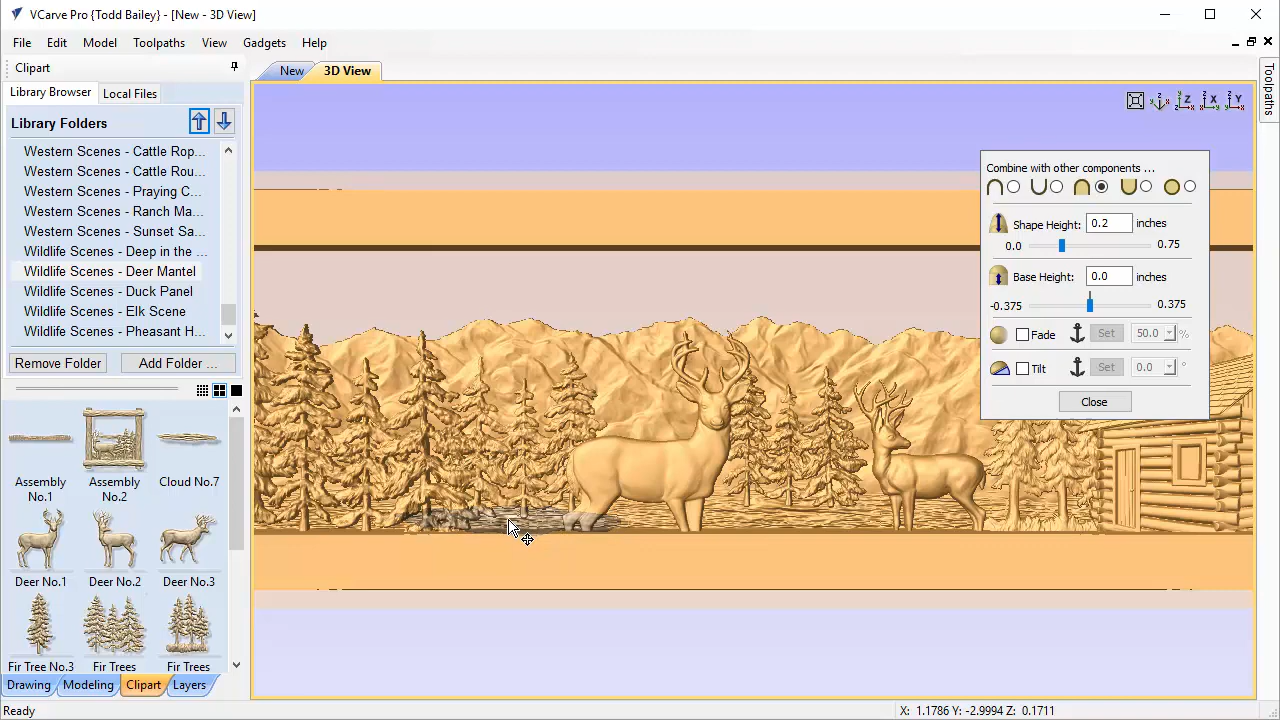 VCarve Pro {Todd Bailey} - [New - 3D View]
File Edit Model Toolpaths View Gadgets Help
Clipart
Library Browser Local Files
Library Folders
Western Scenes - Cattle Rop...
Western Scenes - Cattle Rou...
Western Scenes - Praying C...
Western Scenes - Ranch Ma...
Western Scenes - Sunset Sa...
Wildlife Scenes - Deep in the ...
Wildlife Scenes - Deer Mantel
Wildlife Scenes - Duck Panel
Wildlife Scenes - Elk Scene
Wildlife Scenes - Pheasant H...
Remove Folder Add Folder ...
Assembly No.1
Assembly No.2
Cloud No.7
Deer No.1
Deer No.2
Deer No.3
Fir Tree No.3
Fir Trees
Fir Trees
Drawing Modeling Clipart Layers
New 3D View
Z X Y
Combine with other components ...
Shape Height: 0.2 inches
0.0 0.75
Base Height: 0.0 inches
-0.375 0.375
Fade Set 50.0 %
Tilt Set 0.0 °
Close
Toolpaths
Ready
X: 1.1786 Y: -2.9994 Z: 0.1711